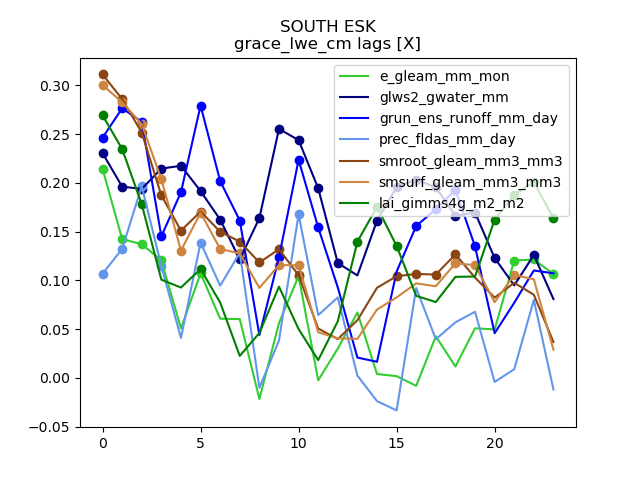 SOUTH ESK
grace_lwe_cm lags [X]
0.30
0.25
0.20
0.15
0.10
0.05
0.00
−0.05
0
5
10
15
20
e_gleam_mm_mon
glws2_gwater_mm
grun_ens_runoff_mm_day
prec_fldas_mm_day
smroot_gleam_mm3_mm3
smsurf_gleam_mm3_mm3
lai_gimms4g_m2_m2